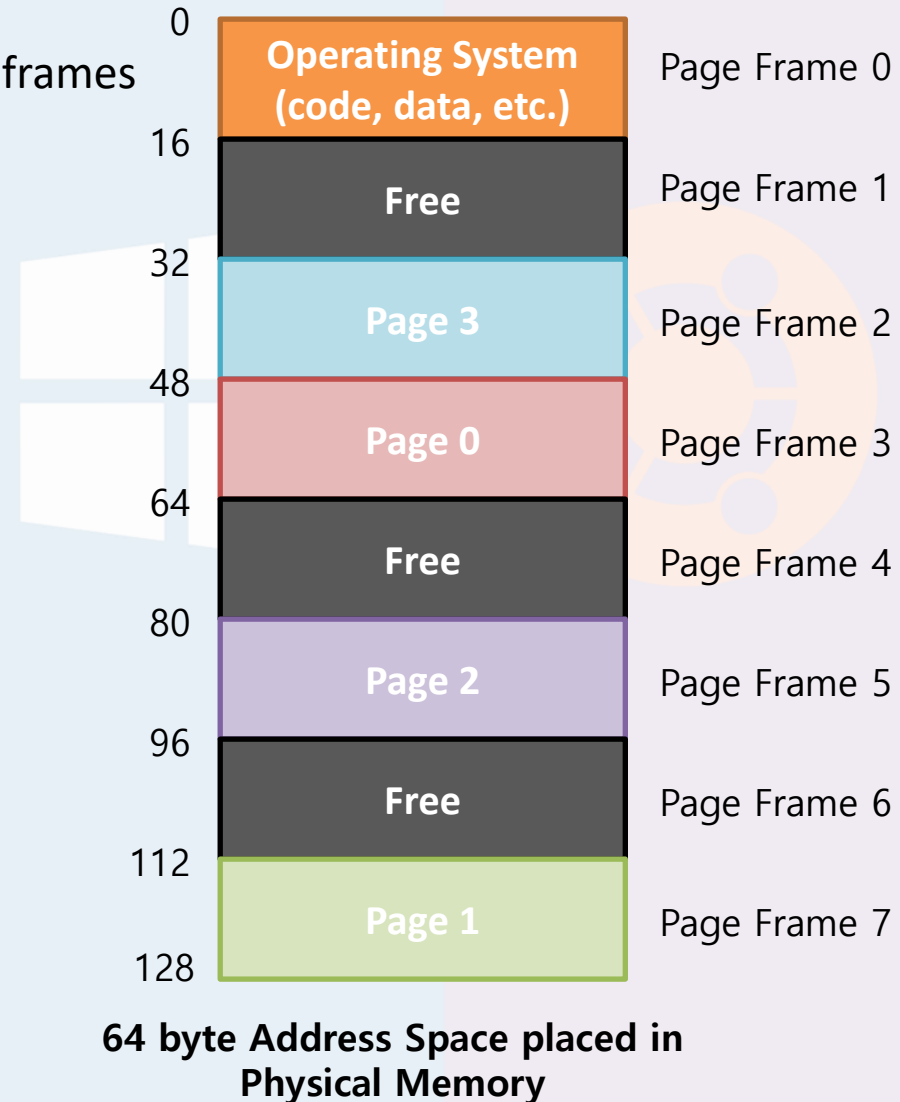 0
frames
Operating System
(code, data, etc.)
Page Frame 0
16
Free
Page Frame 1
32
Page 3
Page Frame 2
48
Page 0
Page Frame 3
64
Free
Page Frame 4
80
Page 2
Page Frame 5
96
Free
Page Frame 6
112
Page 1
Page Frame 7
128
64 byte Address Space placed in
Physical Memory